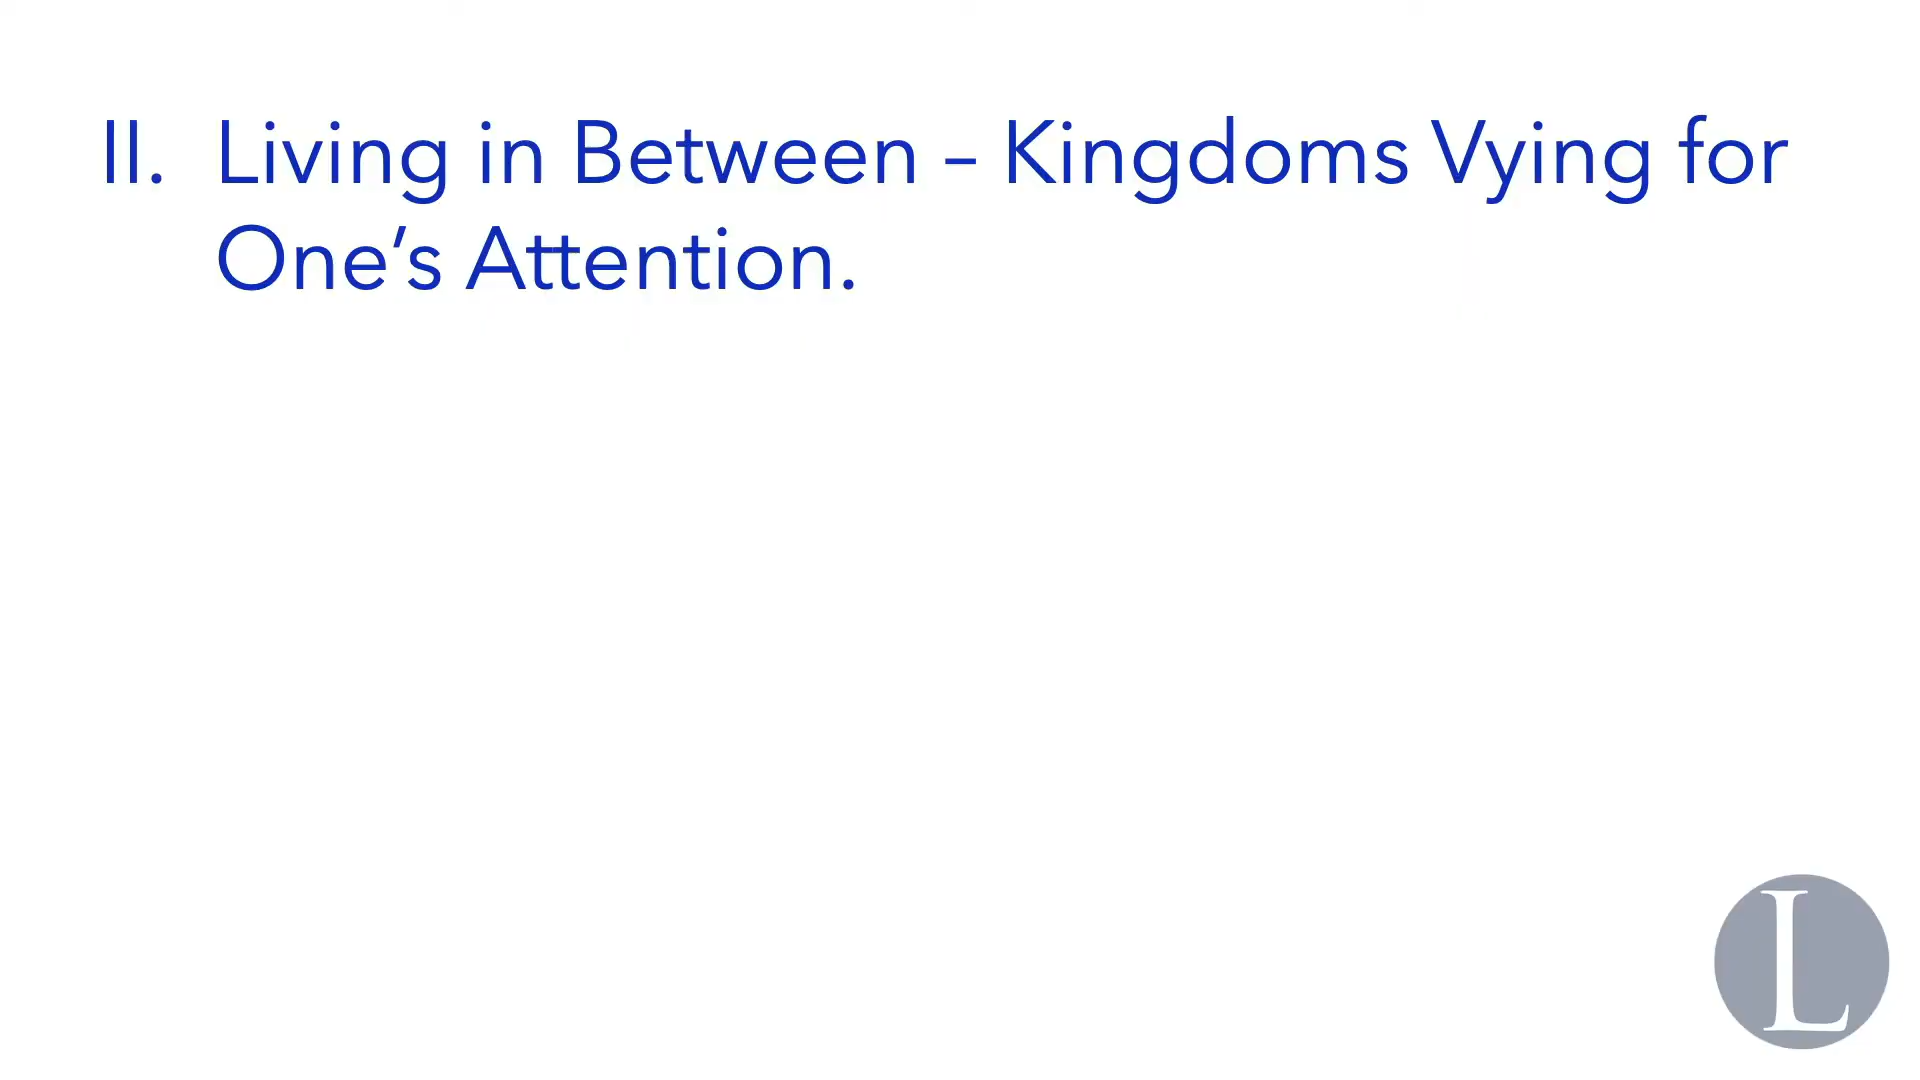 II. Living in Between – Kingdoms Vying for
One’s Attention.
L